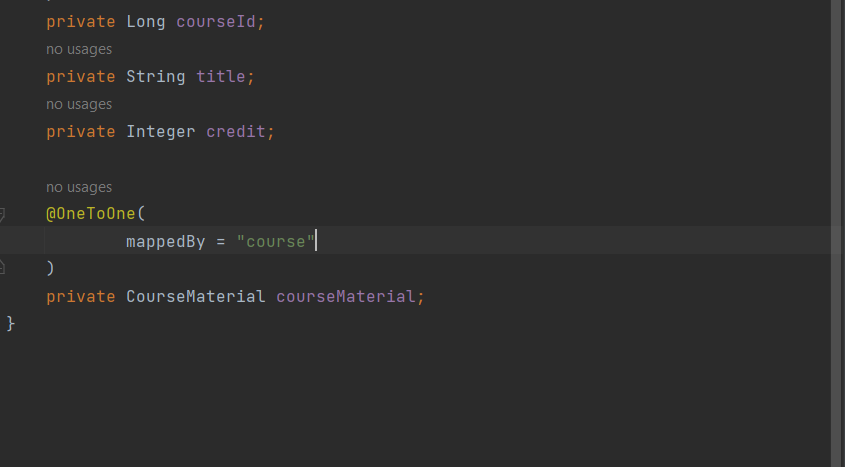 private Long courseId;
no usages
private String title;
no usages
private Integer credit;
no usages
@OneToOne(
mappedBy = "course"
)
private CourseMaterial courseMaterial;
}